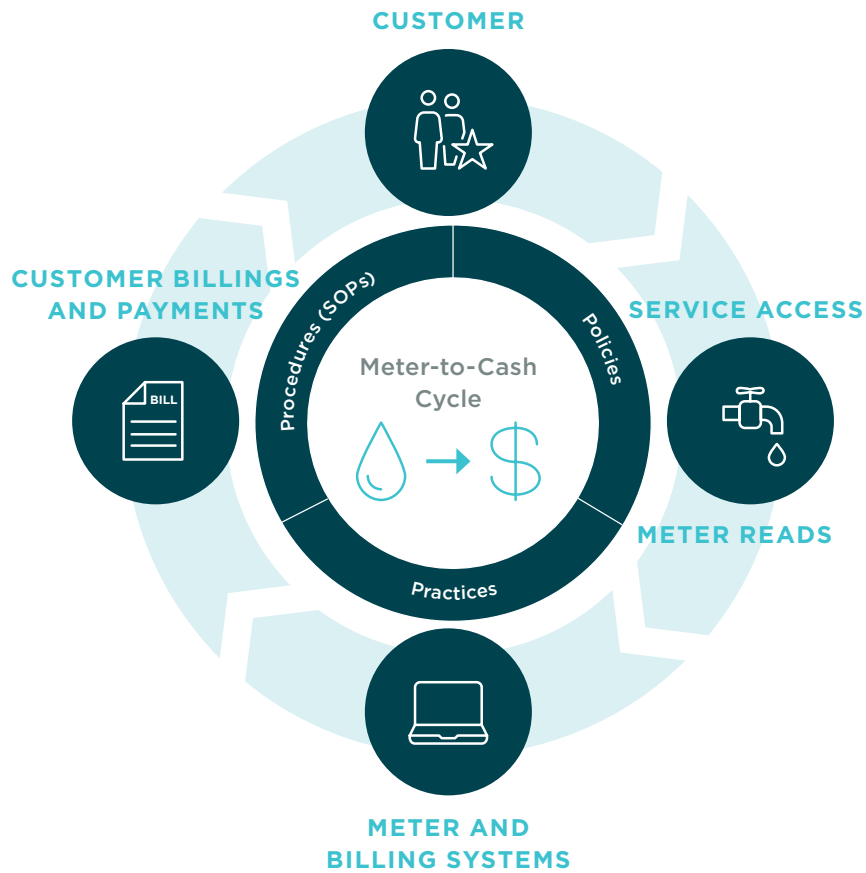 CUSTOMER
CUSTOMER BILLINGS
AND PAYMENTS
BILL
Procedures (SOPs)
Policies
Practices
Meter-to-Cash
Cycle
SERVICE ACCESS
METER READS
METER AND
BILLING SYSTEMS